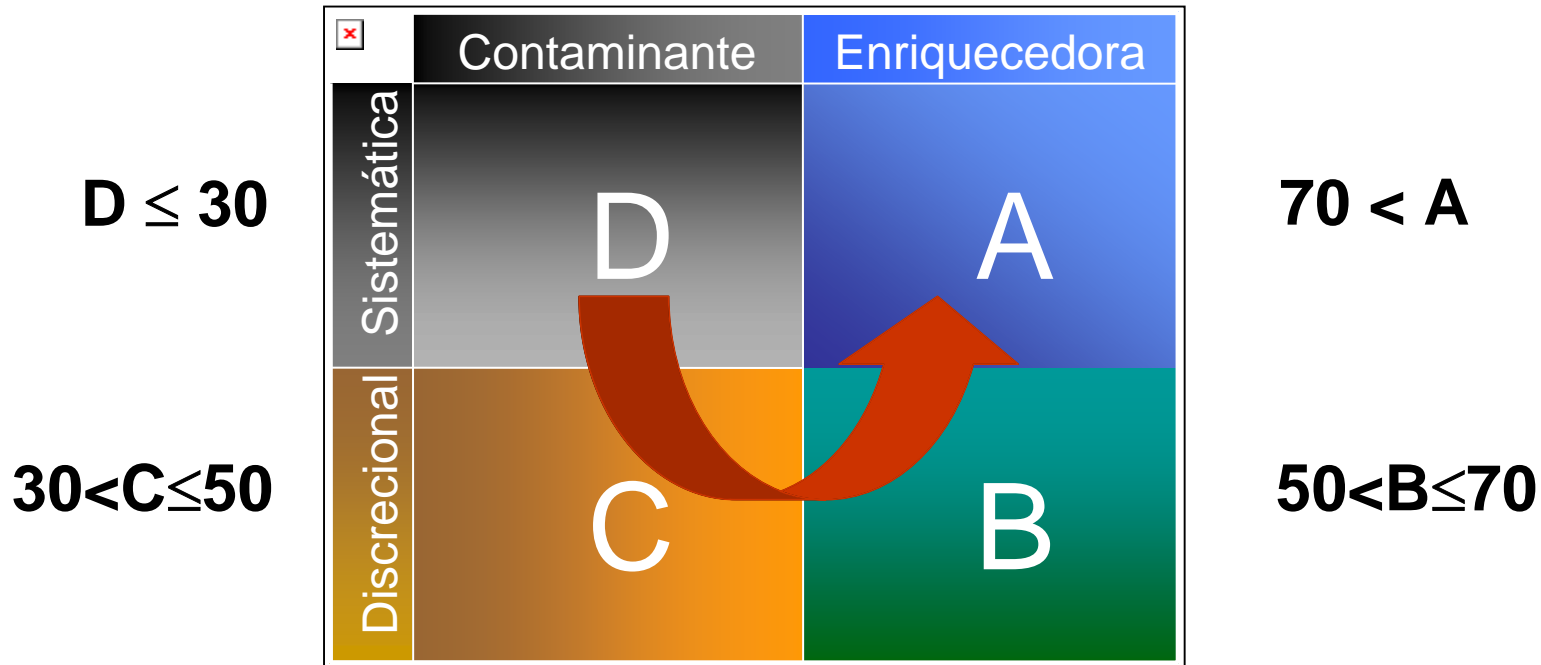 Contaminante
Enriquecedora
Sistemática
D ≤ 30
D
A
70 < A
Discrecional
30<C≤50
C
B
50<B≤70